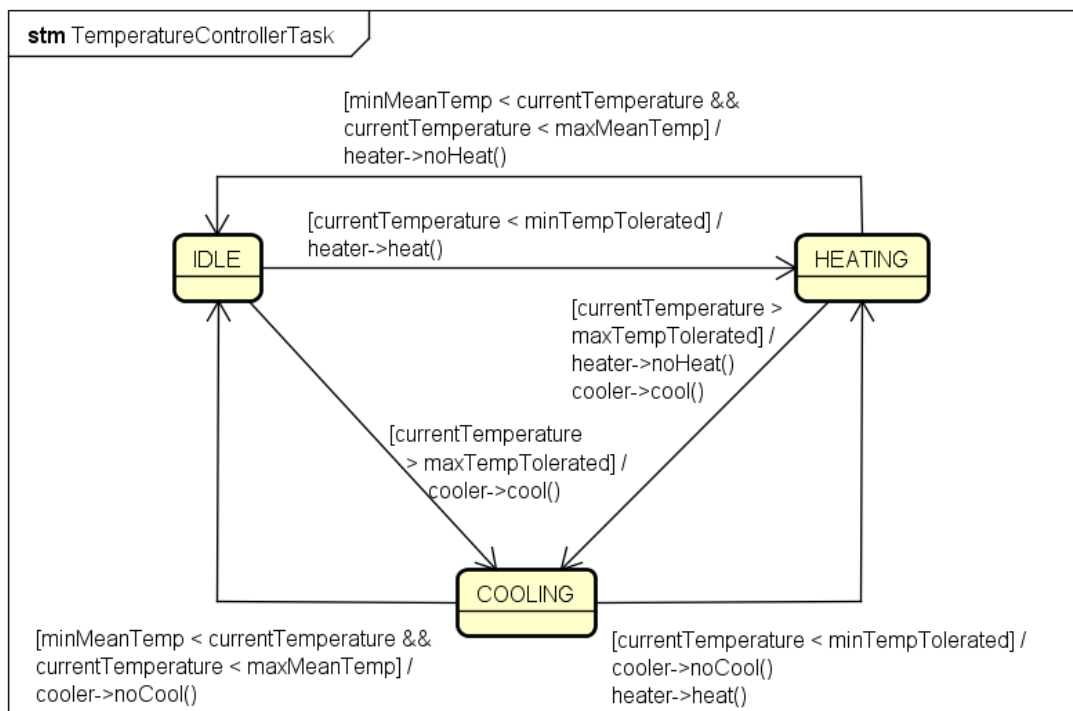 stm TemperatureControllerTask
[minMeanTemp < currentTemperature &&
currentTemperature < maxMeanTemp] /
heater->noHeat()
[currentTemperature < minTempTolerated] /
heater->heat()
IDLE
HEATING
[currentTemperature >
maxTempTolerated] /
heater->noHeat()
cooler->cool()
[currentTemperature
> maxTempTolerated] /
cooler->cool()
COOLING
[minMeanTemp < currentTemperature &&
currentTemperature < maxMeanTemp] /
cooler->noCool()
[currentTemperature < minTempTolerated] /
cooler->noCool()
heater->heat()